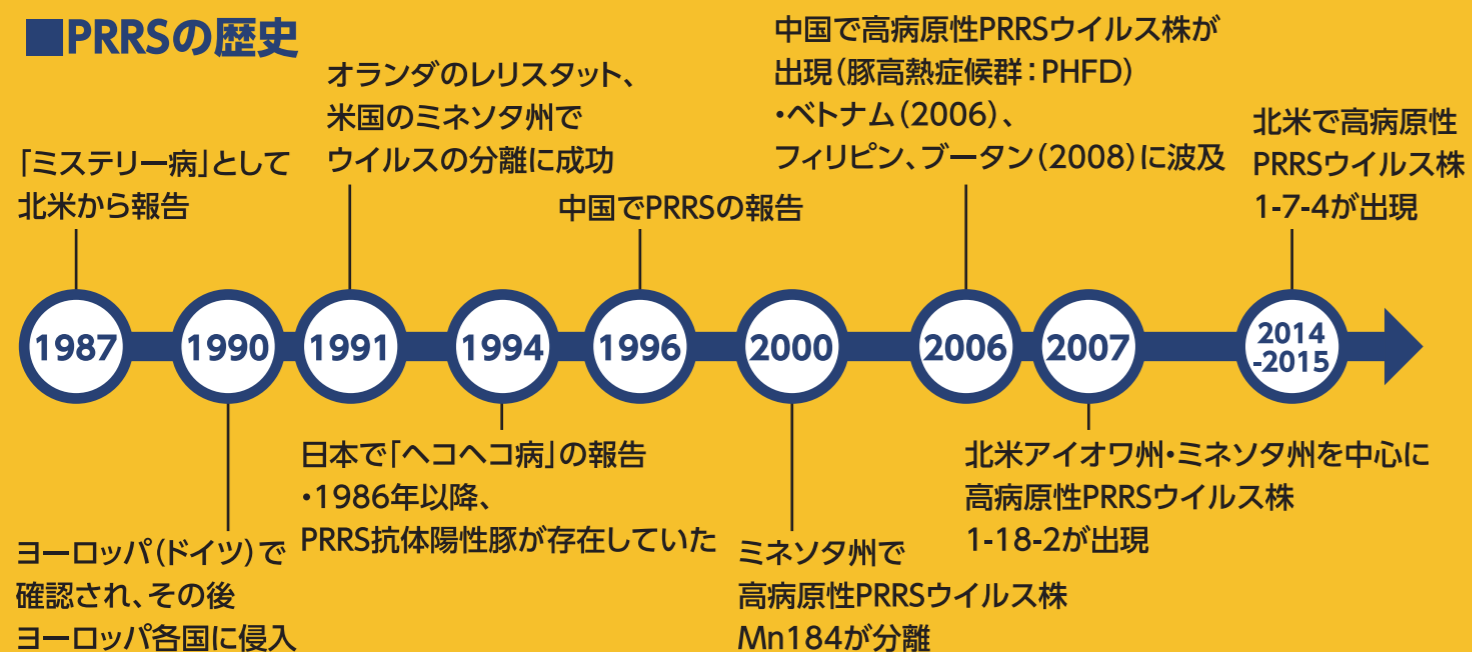 ■PRRSの歴史
「ミステリー病」として
北米から報告
オランダのレリスタット、
米国のミネソタ州で
ウイルスの分離に成功
中国でPRRSの報告
中国で高病原性PRRSウイルス株が
出現(豚高熱症候群:PHFD)
・ベトナム(2006)、
フィリピン、ブータン(2008)に波及
北米で高病原性
PRRSウイルス株
1-7-4が出現
1987
1990
1991
1994
1996
2000
2006
2007
2014
-2015
ヨーロッパ(ドイツ)で
確認され、その後
ヨーロッパ各国に侵入
日本で「ヘコヘコ病」の報告
・1986年以降、
PRRS抗体陽性豚が存在していた
ミネソタ州で
高病原性PRRSウイルス株
Mn184が分離
北米アイオワ州・ミネソタ州を中心に
高病原性PRRSウイルス株
1-18-2が出現